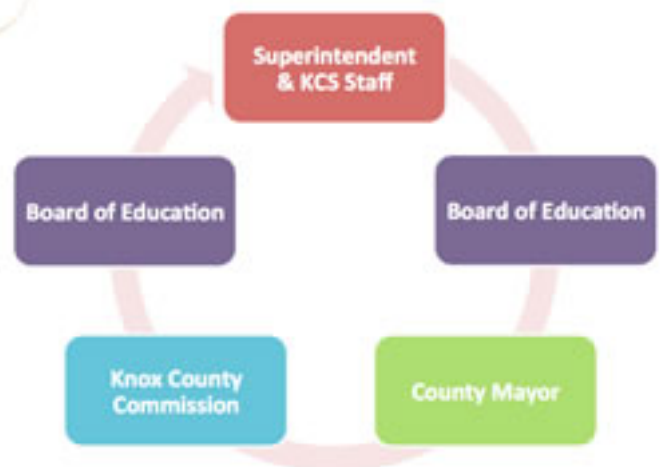 Superintendent
& KCS Staff
Board of Education
Board of Education
County Mayor
Knox County
Commission